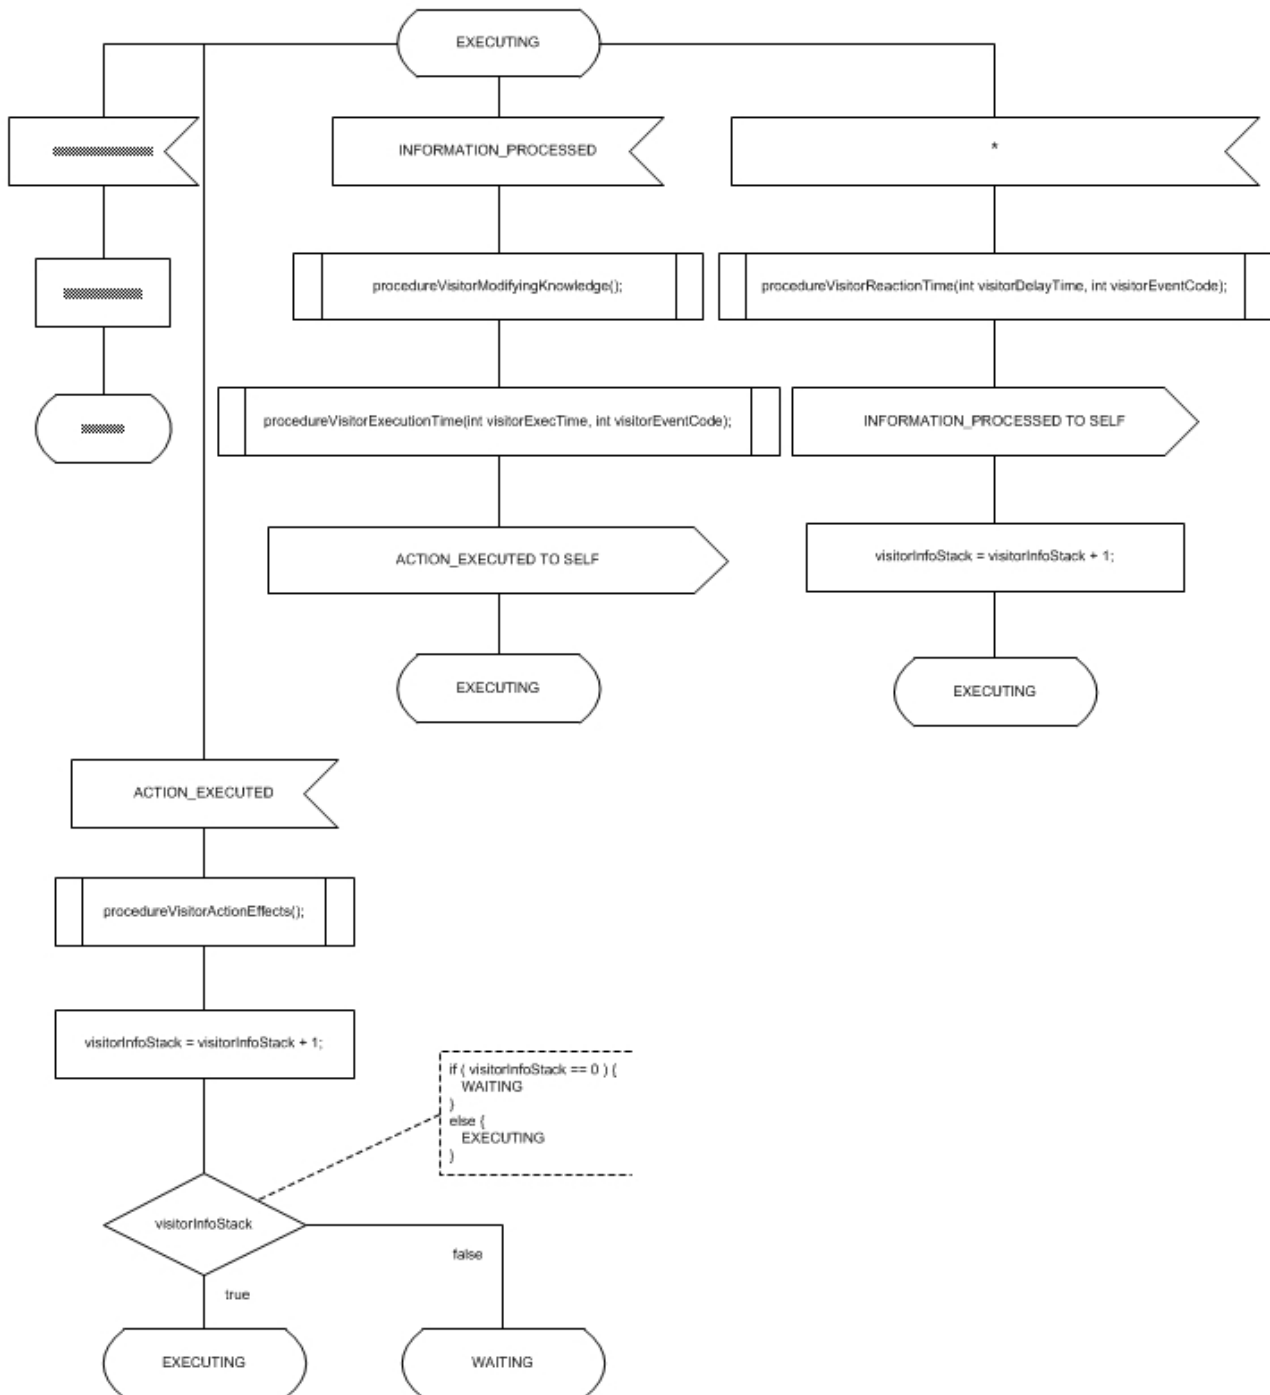 EXECUTING
INFORMATION_PROCESSED
*
procedureVisitorModifyingKnowledge();
procedureVisitorReactionTime(int visitorDelayTime, int visitorEventCode);
procedureVisitorExecutionTime(int visitorExecTime, int visitorEventCode);
INFORMATION_PROCESSED TO SELF
ACTION_EXECUTED TO SELF
visitorInfoStack = visitorInfoStack + 1;
EXECUTING
EXECUTING
ACTION_EXECUTED
procedureVisitorActionEffects();
visitorInfoStack = visitorInfoStack + 1;
if ( visitorInfoStack == 0 ) {
WAITING
}
else {
EXECUTING
}
visitorInfoStack
false
true
EXECUTING
WAITING